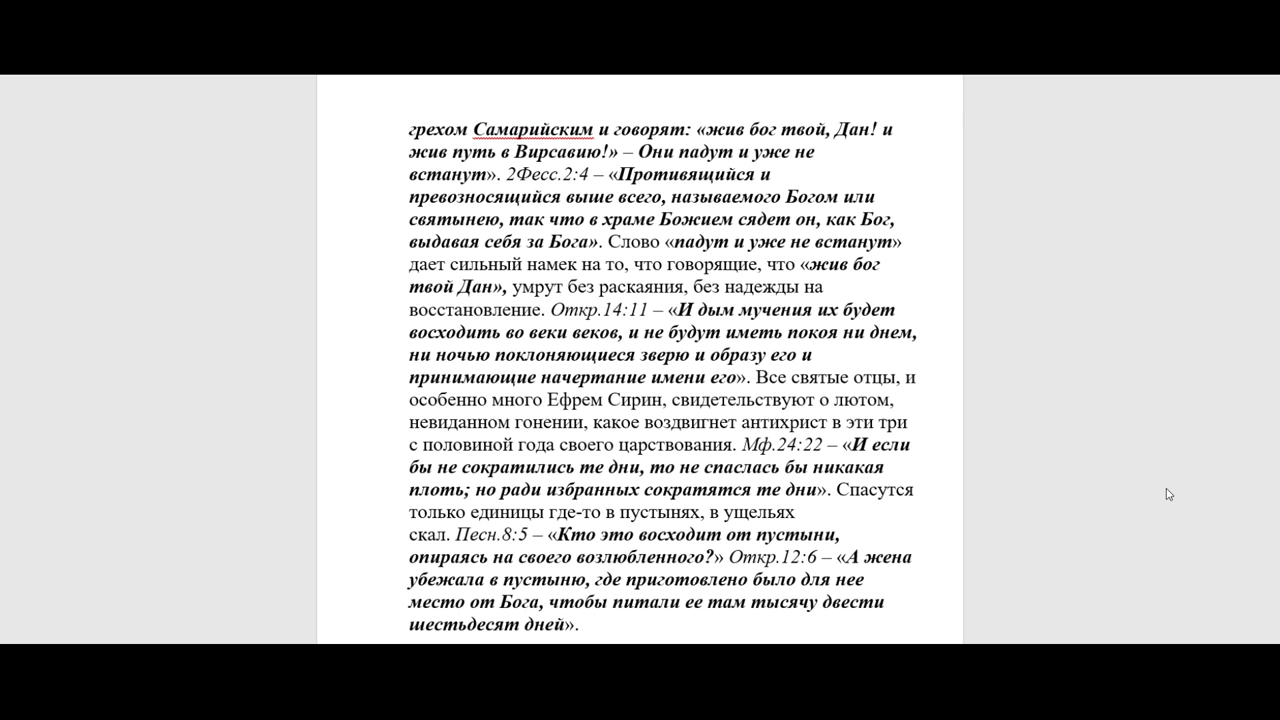 грехом Самарийским и говорят: «жив бог твой, Дан! и
жив путь в Вирсавию!» – Они падут и уже не
встанут». 2Фесс.2:4 – «Противящийся и
превозносящийся выше всего, называемого Богом или
святынею, так что в храме Божием сядет он, как Бог,
выдавая себя за Бога». Слово «падут и уже не встанут»
дает сильный намек на то, что говорящие, что «жив бог
твой Дан», умрут без раскаяния, без надежды на
восстановление. Откр.14:11 – «И дым мучения их будет
восходить во веки веков, и не будут иметь покоя ни днем,
ни ночью поклоняющиеся зверю и образу его и
принимающие начертание имени его». Все святые отцы, и
особенно много Ефрем Сирин, свидетельствуют о лютом,
невиданном гонении, какое воздвигнет антихрист в эти три
с половиной года своего царствования. Мф.24:22 – «И если
бы не сократились те дни, то не спаслась бы никакая
плоть; но ради избранных сократятся те дни». Спасутся
только единицы где-то в пустынях, в ущельях
скал. Песн.8:5 – «Кто это восходит от пустыни,
опираясь на своего возлюбленного?» Откр.12:6 – «А жена
убежала в пустыню, где приготовлено было для нее
место от Бога, чтобы питали ее там тысячу двести
шестьдесят дней».